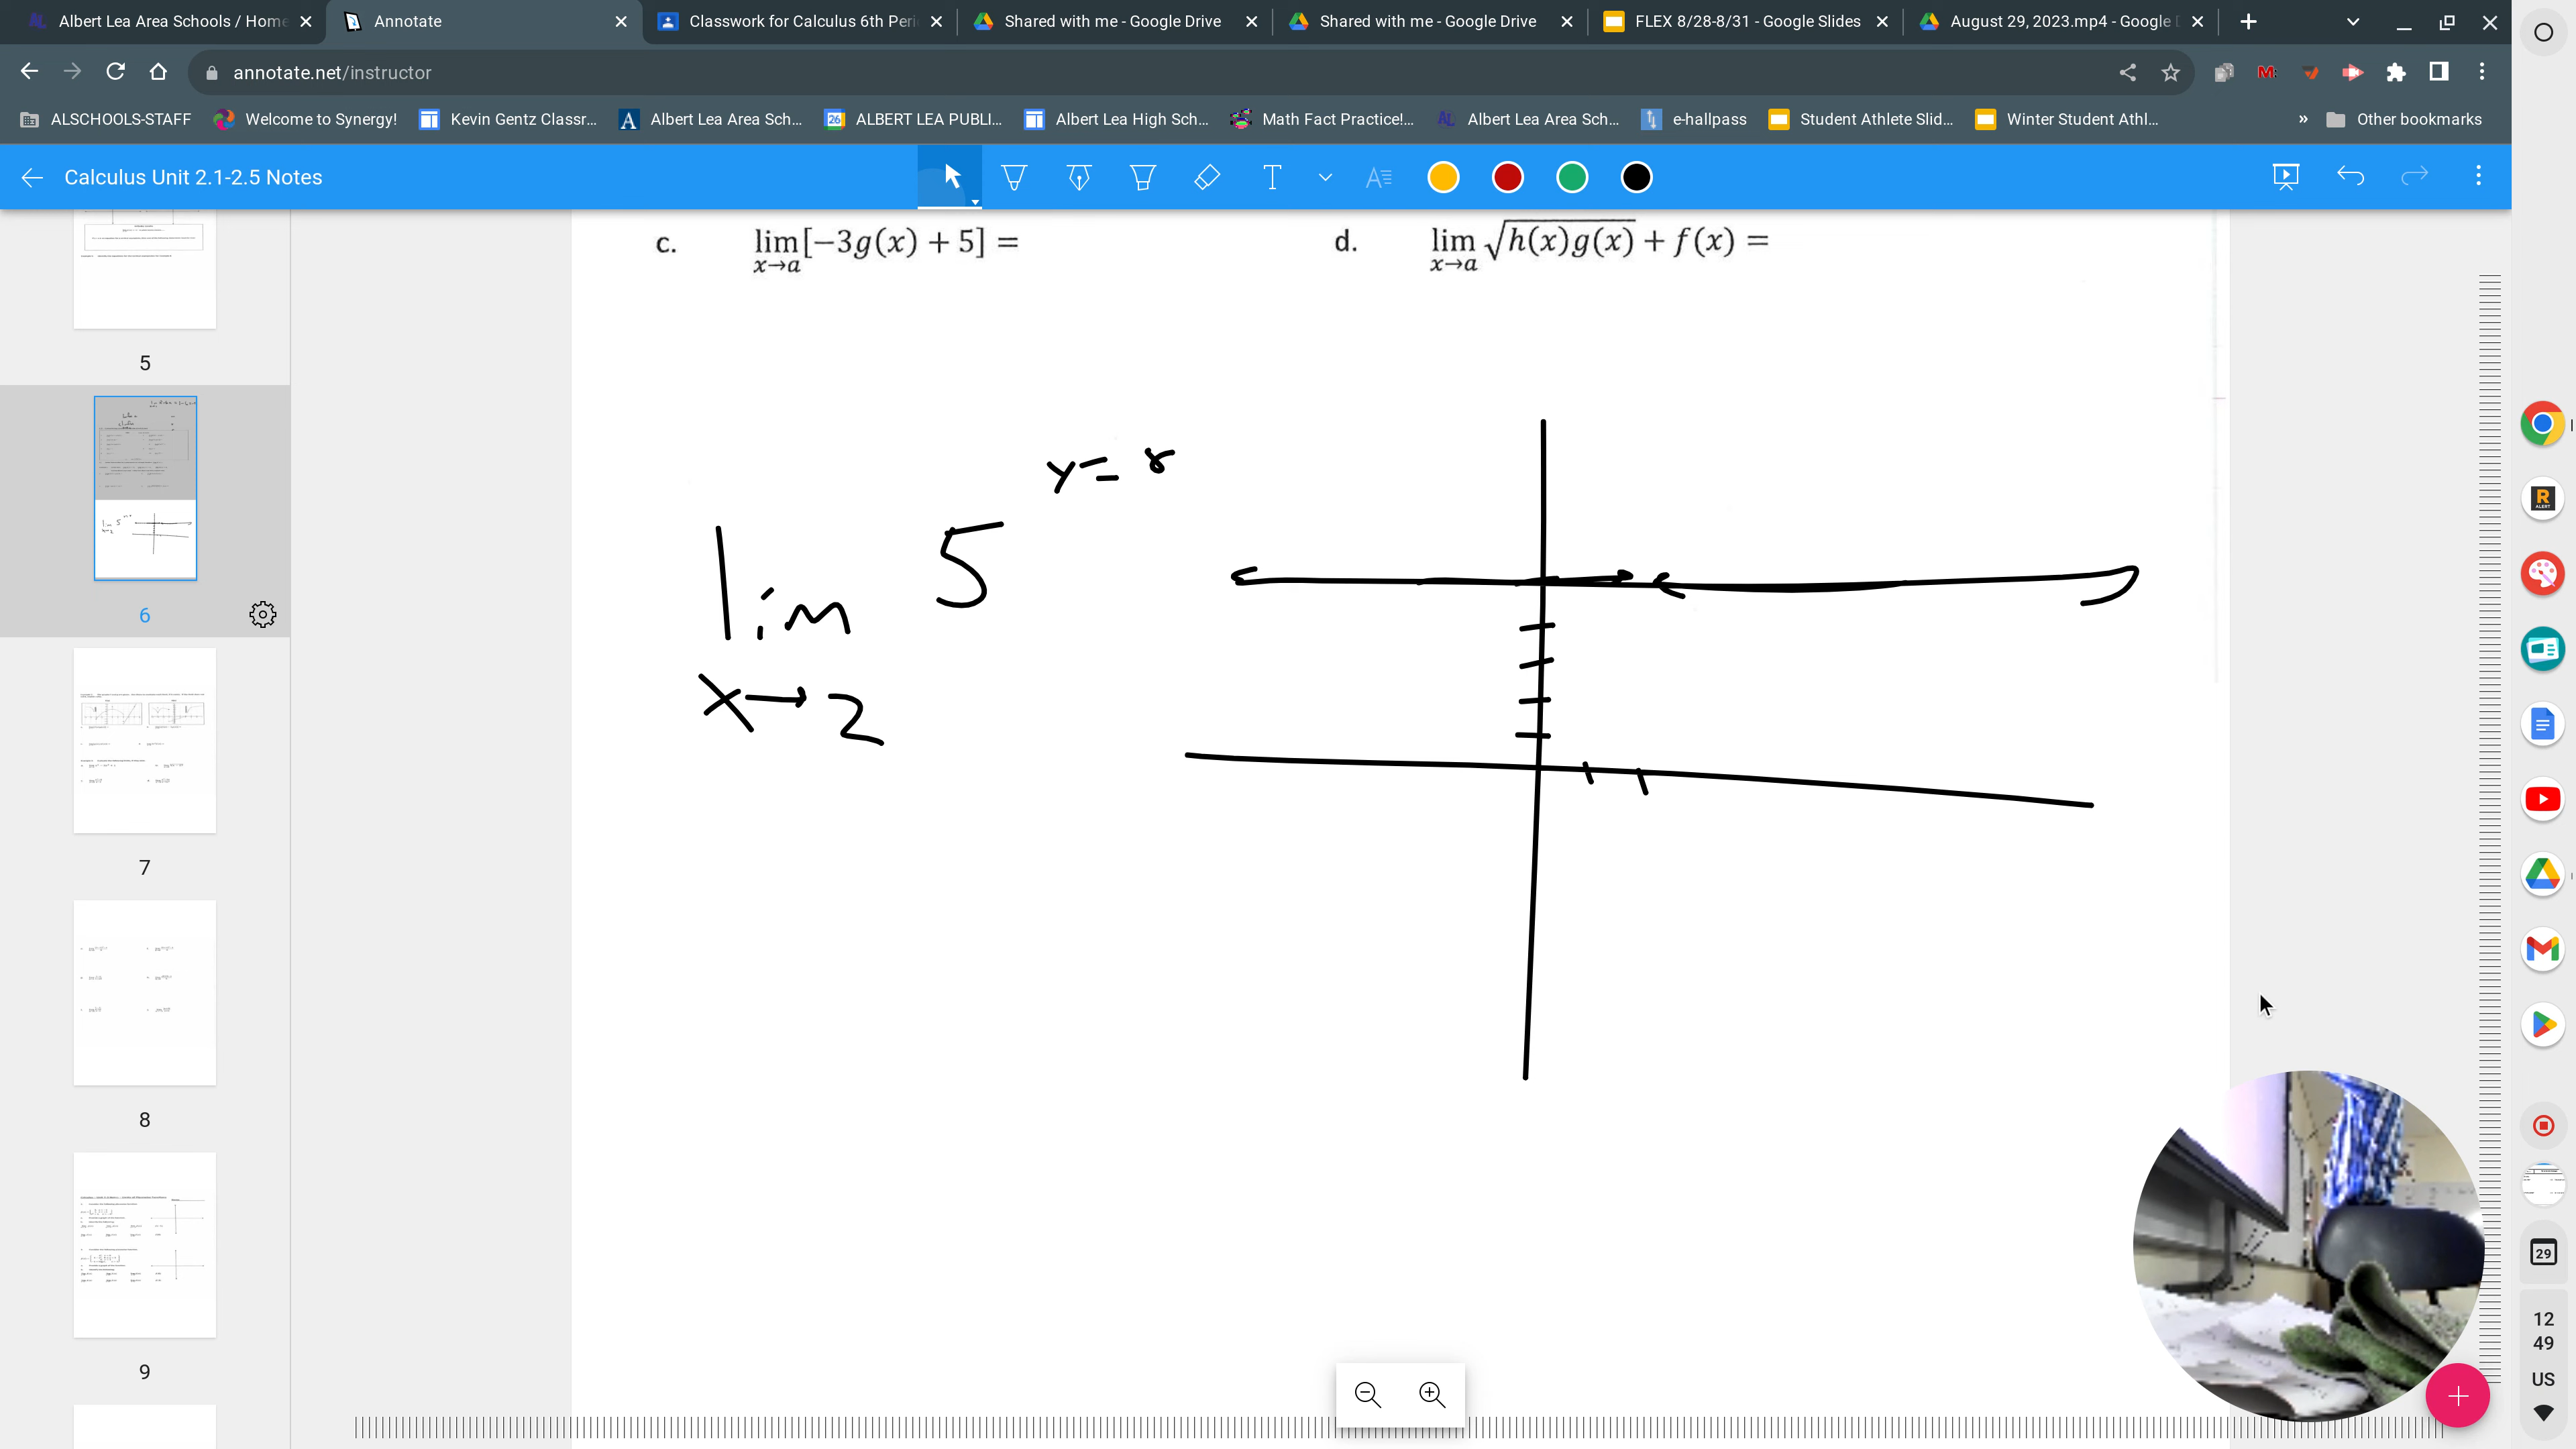 Albert Lea Area Schools / Home
Annotate
Classwork for Calculus 6th Peri
Shared with me - Google Drive
Shared with me - Google Drive
FLEX 8/28-8/31 - Google Slides
August 29, 2023.mp4 - Google D
annotate.net/instructor
ALSCHOOLS-STAFF
Welcome to Synergy!
Kevin Gentz Classr...
Albert Lea Area Sch...
ALBERT LEA PUBLI...
Albert Lea High Sch...
Math Fact Practice!...
Albert Lea Area Sch...
e-hallpass
Student Athlete Slid...
Winter Student Athl...
» Other bookmarks
Calculus Unit 2.1-2.5 Notes
5
6
7
8
9
c. lim x→a [−3g(x) + 5] =
d. lim x→a √h(x)g(x) + f(x) =
lim 5
x→2
R
ALERT
29
12
49
US